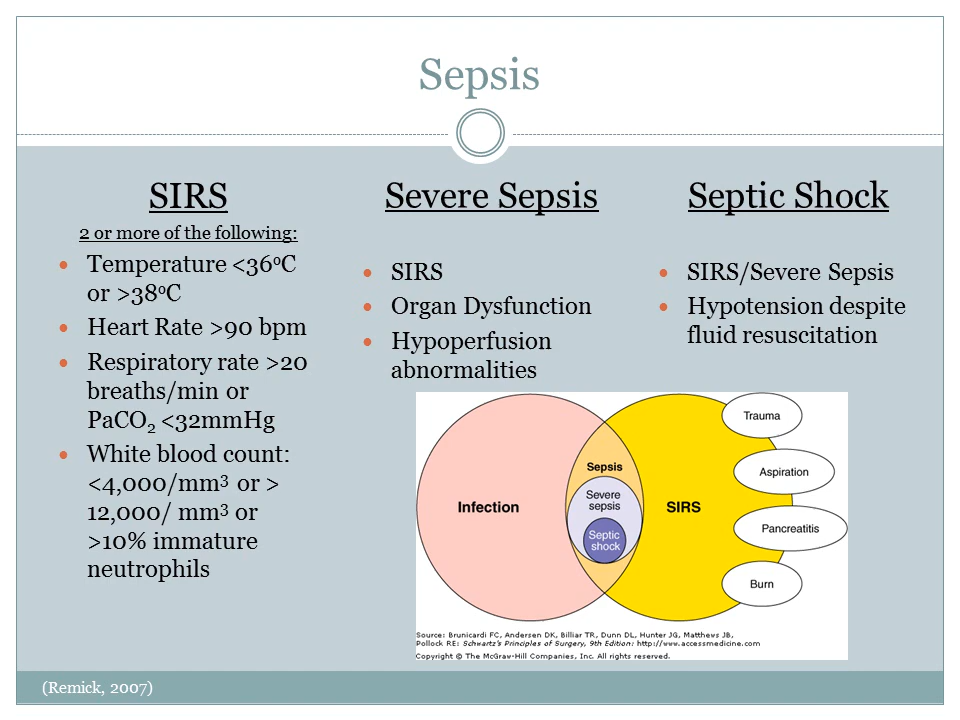 Sepsis
SIRS
2 or more of the following:
• Temperature <36ºC
or >38ºC
• Heart Rate >90 bpm
• Respiratory rate >20
breaths/min or
PaCO₂ <32mmHg
• White blood count:
<4,000/mm³ or >
12,000/ mm³ or
>10% immature
neutrophils
Severe Sepsis
• SIRS
• Organ Dysfunction
• Hypoperfusion
abnormalities
Septic Shock
• SIRS/Severe Sepsis
• Hypotension despite
fluid resuscitation
Infection
Sepsis
Severe
sepsis
Septic
shock
SIRS
Trauma
Aspiration
Pancreatitis
Burn
Source: Brunicardi FC, Andersen DK, Billiar TR, Dunn DL, Hunter JG, Matthews JB,
Pollock RE: Schwartz's Principles of Surgery, 9th Edition: http://www.accessmedicine.com
Copyright © The McGraw-Hill Companies, Inc. All rights reserved.
(Remick, 2007)